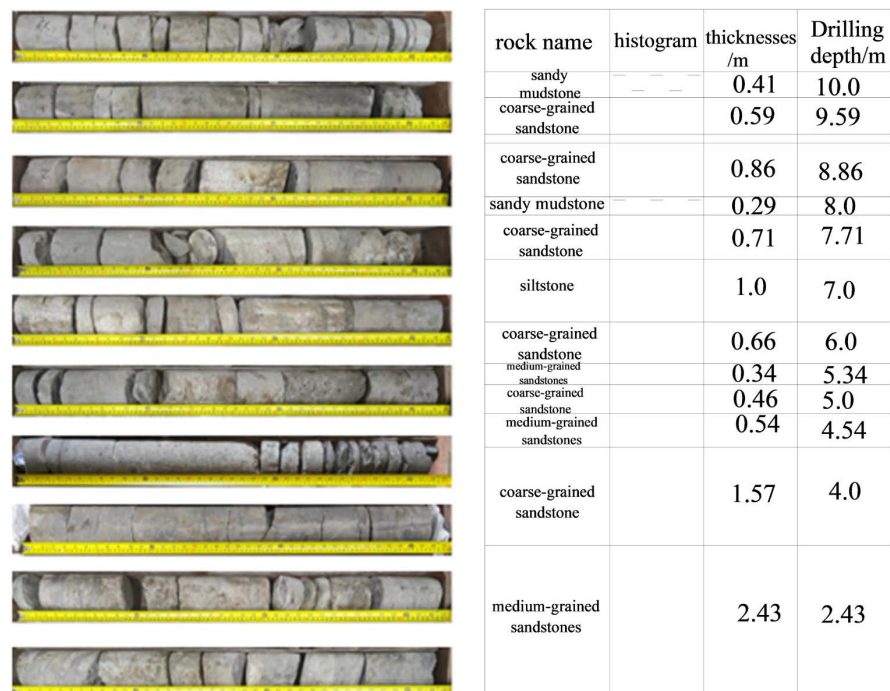 rock name histogram thicknesses /m Drilling depth/m
sandy mudstone 0.41 10.0
coarse-grained sandstone 0.59 9.59
coarse-grained sandstone 0.86 8.86
sandy mudstone 0.29 8.0
coarse-grained sandstone 0.71 7.71
siltstone 1.0 7.0
coarse-grained sandstone 0.66 6.0
medium-grained sandstones 0.34 5.34
coarse-grained sandstone 0.46 5.0
medium-grained sandstones 0.54 4.54
coarse-grained sandstone 1.57 4.0
medium-grained sandstones 2.43 2.43